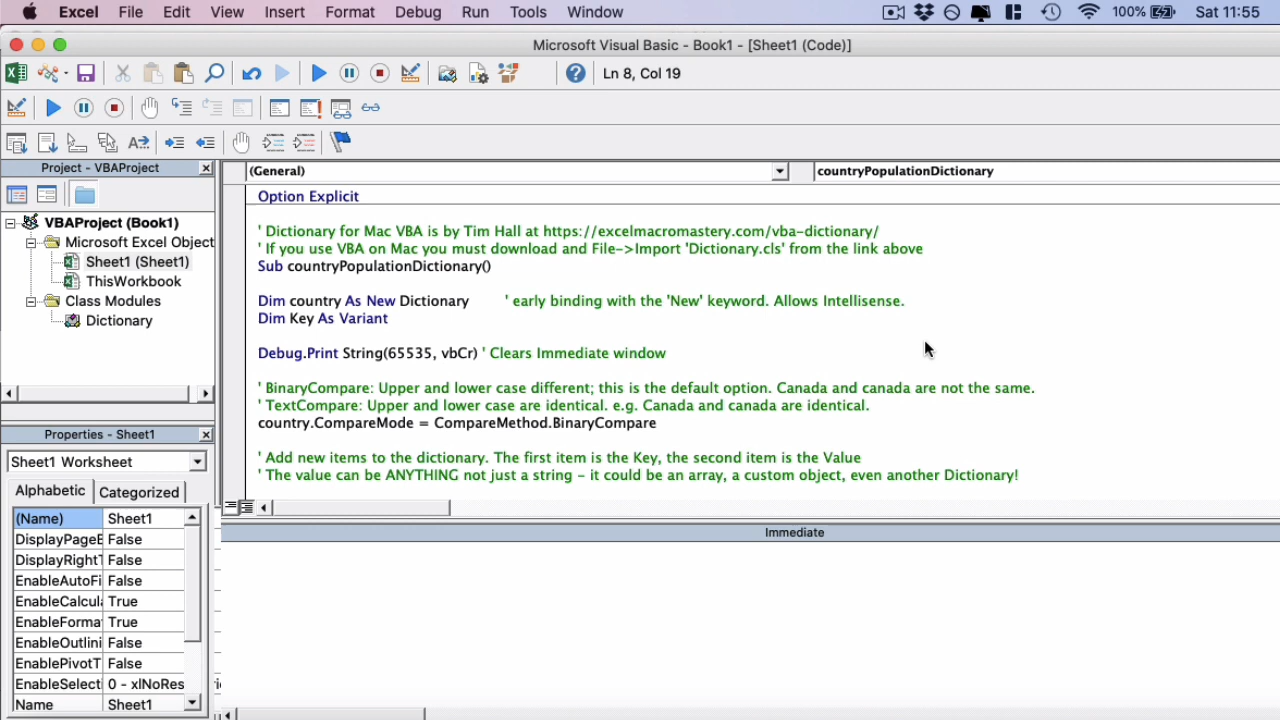 Excel File Edit View Insert Format Debug Run Tools Window 100% Sat 11:55
Microsoft Visual Basic - Book1 - [Sheet1 (Code)]
Ln 8, Col 19
Project - VBAProject
(General) countryPopulationDictionary
VBAProject (Book1)
Microsoft Excel Object
Sheet1 (Sheet1)
ThisWorkbook
Class Modules
Dictionary
Option Explicit
' Dictionary for Mac VBA is by Tim Hall at https://excelmacromastery.com/vba-dictionary/
' If you use VBA on Mac you must download and File->Import 'Dictionary.cls' from the link above
Sub countryPopulationDictionary()
Dim country As New Dictionary ' early binding with the 'New' keyword. Allows Intellisense.
Dim Key As Variant
Debug.Print String(65535, vbCr) ' Clears Immediate window
' BinaryCompare: Upper and lower case different; this is the default option. Canada and canada are not the same.
' TextCompare: Upper and lower case are identical. e.g. Canada and canada are identical.
country.CompareMode = CompareMethod.BinaryCompare
' Add new items to the dictionary. The first item is the Key, the second item is the Value
' The value can be ANYTHING not just a string - it could be an array, a custom object, even another Dictionary!
Properties - Sheet1
Sheet1 Worksheet
Alphabetic Categorized
(Name) Sheet1
DisplayPageE False
DisplayRightT False
EnableAutoFi False
EnableCalcul True
EnableForma True
EnableOutlini False
EnablePivotT False
EnableSelect 0 - xlNoRes
Name Sheet1
Immediate